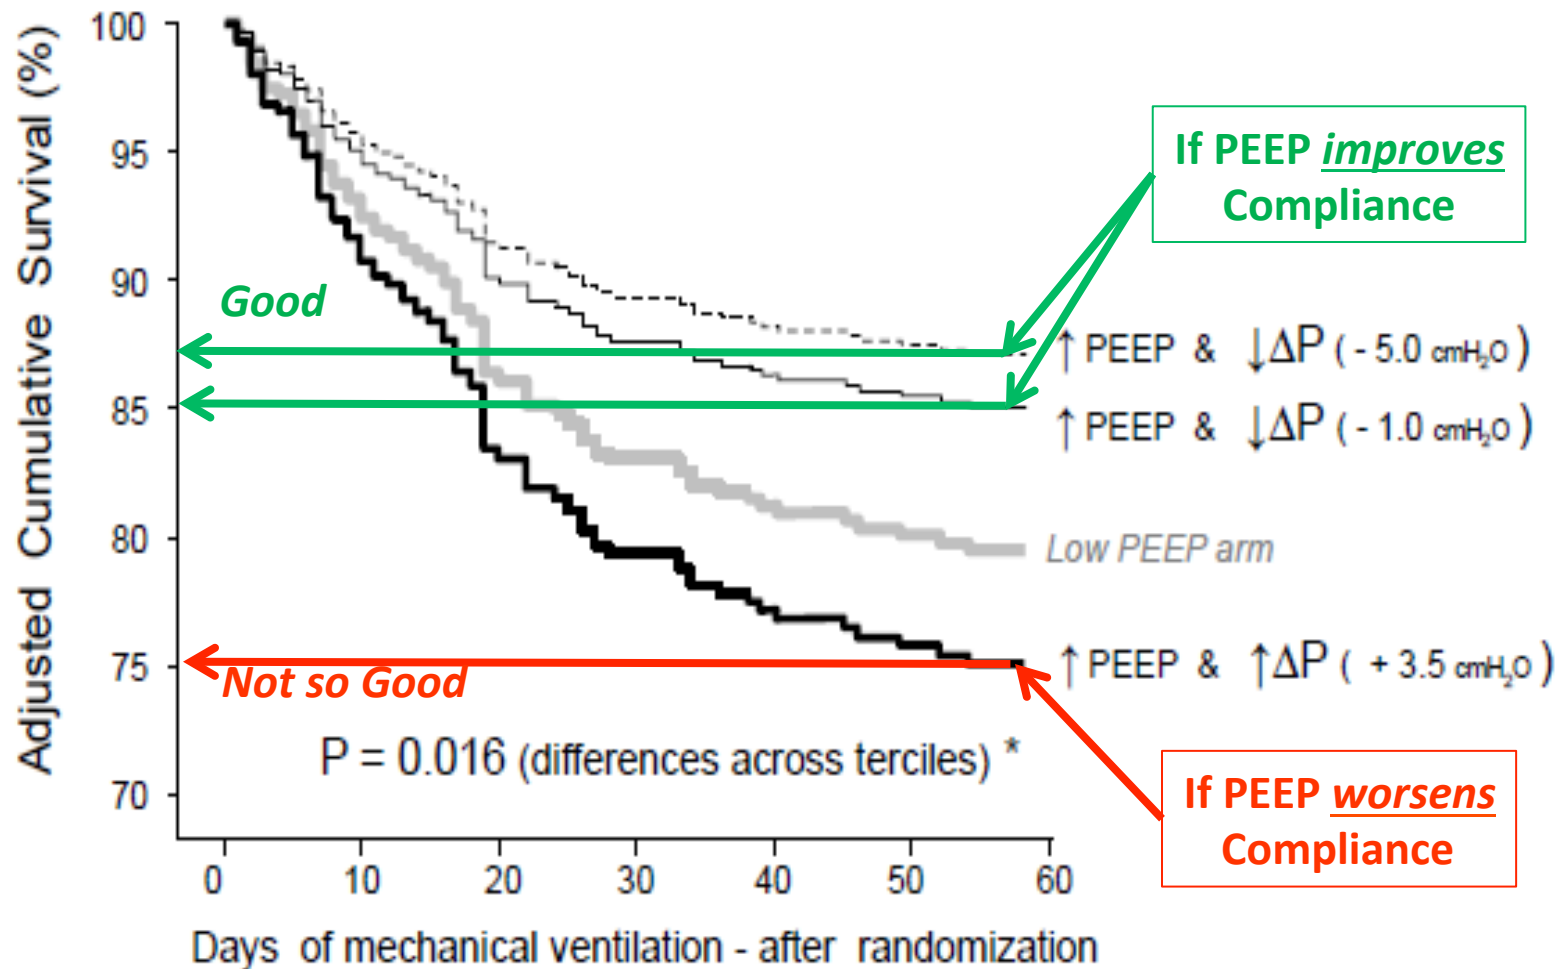 Adjusted Cumulative Survival (%)
100
95
90
85
80
75
70
Good
Not so Good
If PEEP improves
Compliance
↑ PEEP & ↓ΔP ( - 5.0 cmH₂O )
↑ PEEP & ↓ΔP ( - 1.0 cmH₂O )
Low PEEP arm
↑ PEEP & ↑ΔP ( + 3.5 cmH₂O )
P = 0.016 (differences across terciles) *
If PEEP worsens
Compliance
0 10 20 30 40 50 60
Days of mechanical ventilation - after randomization